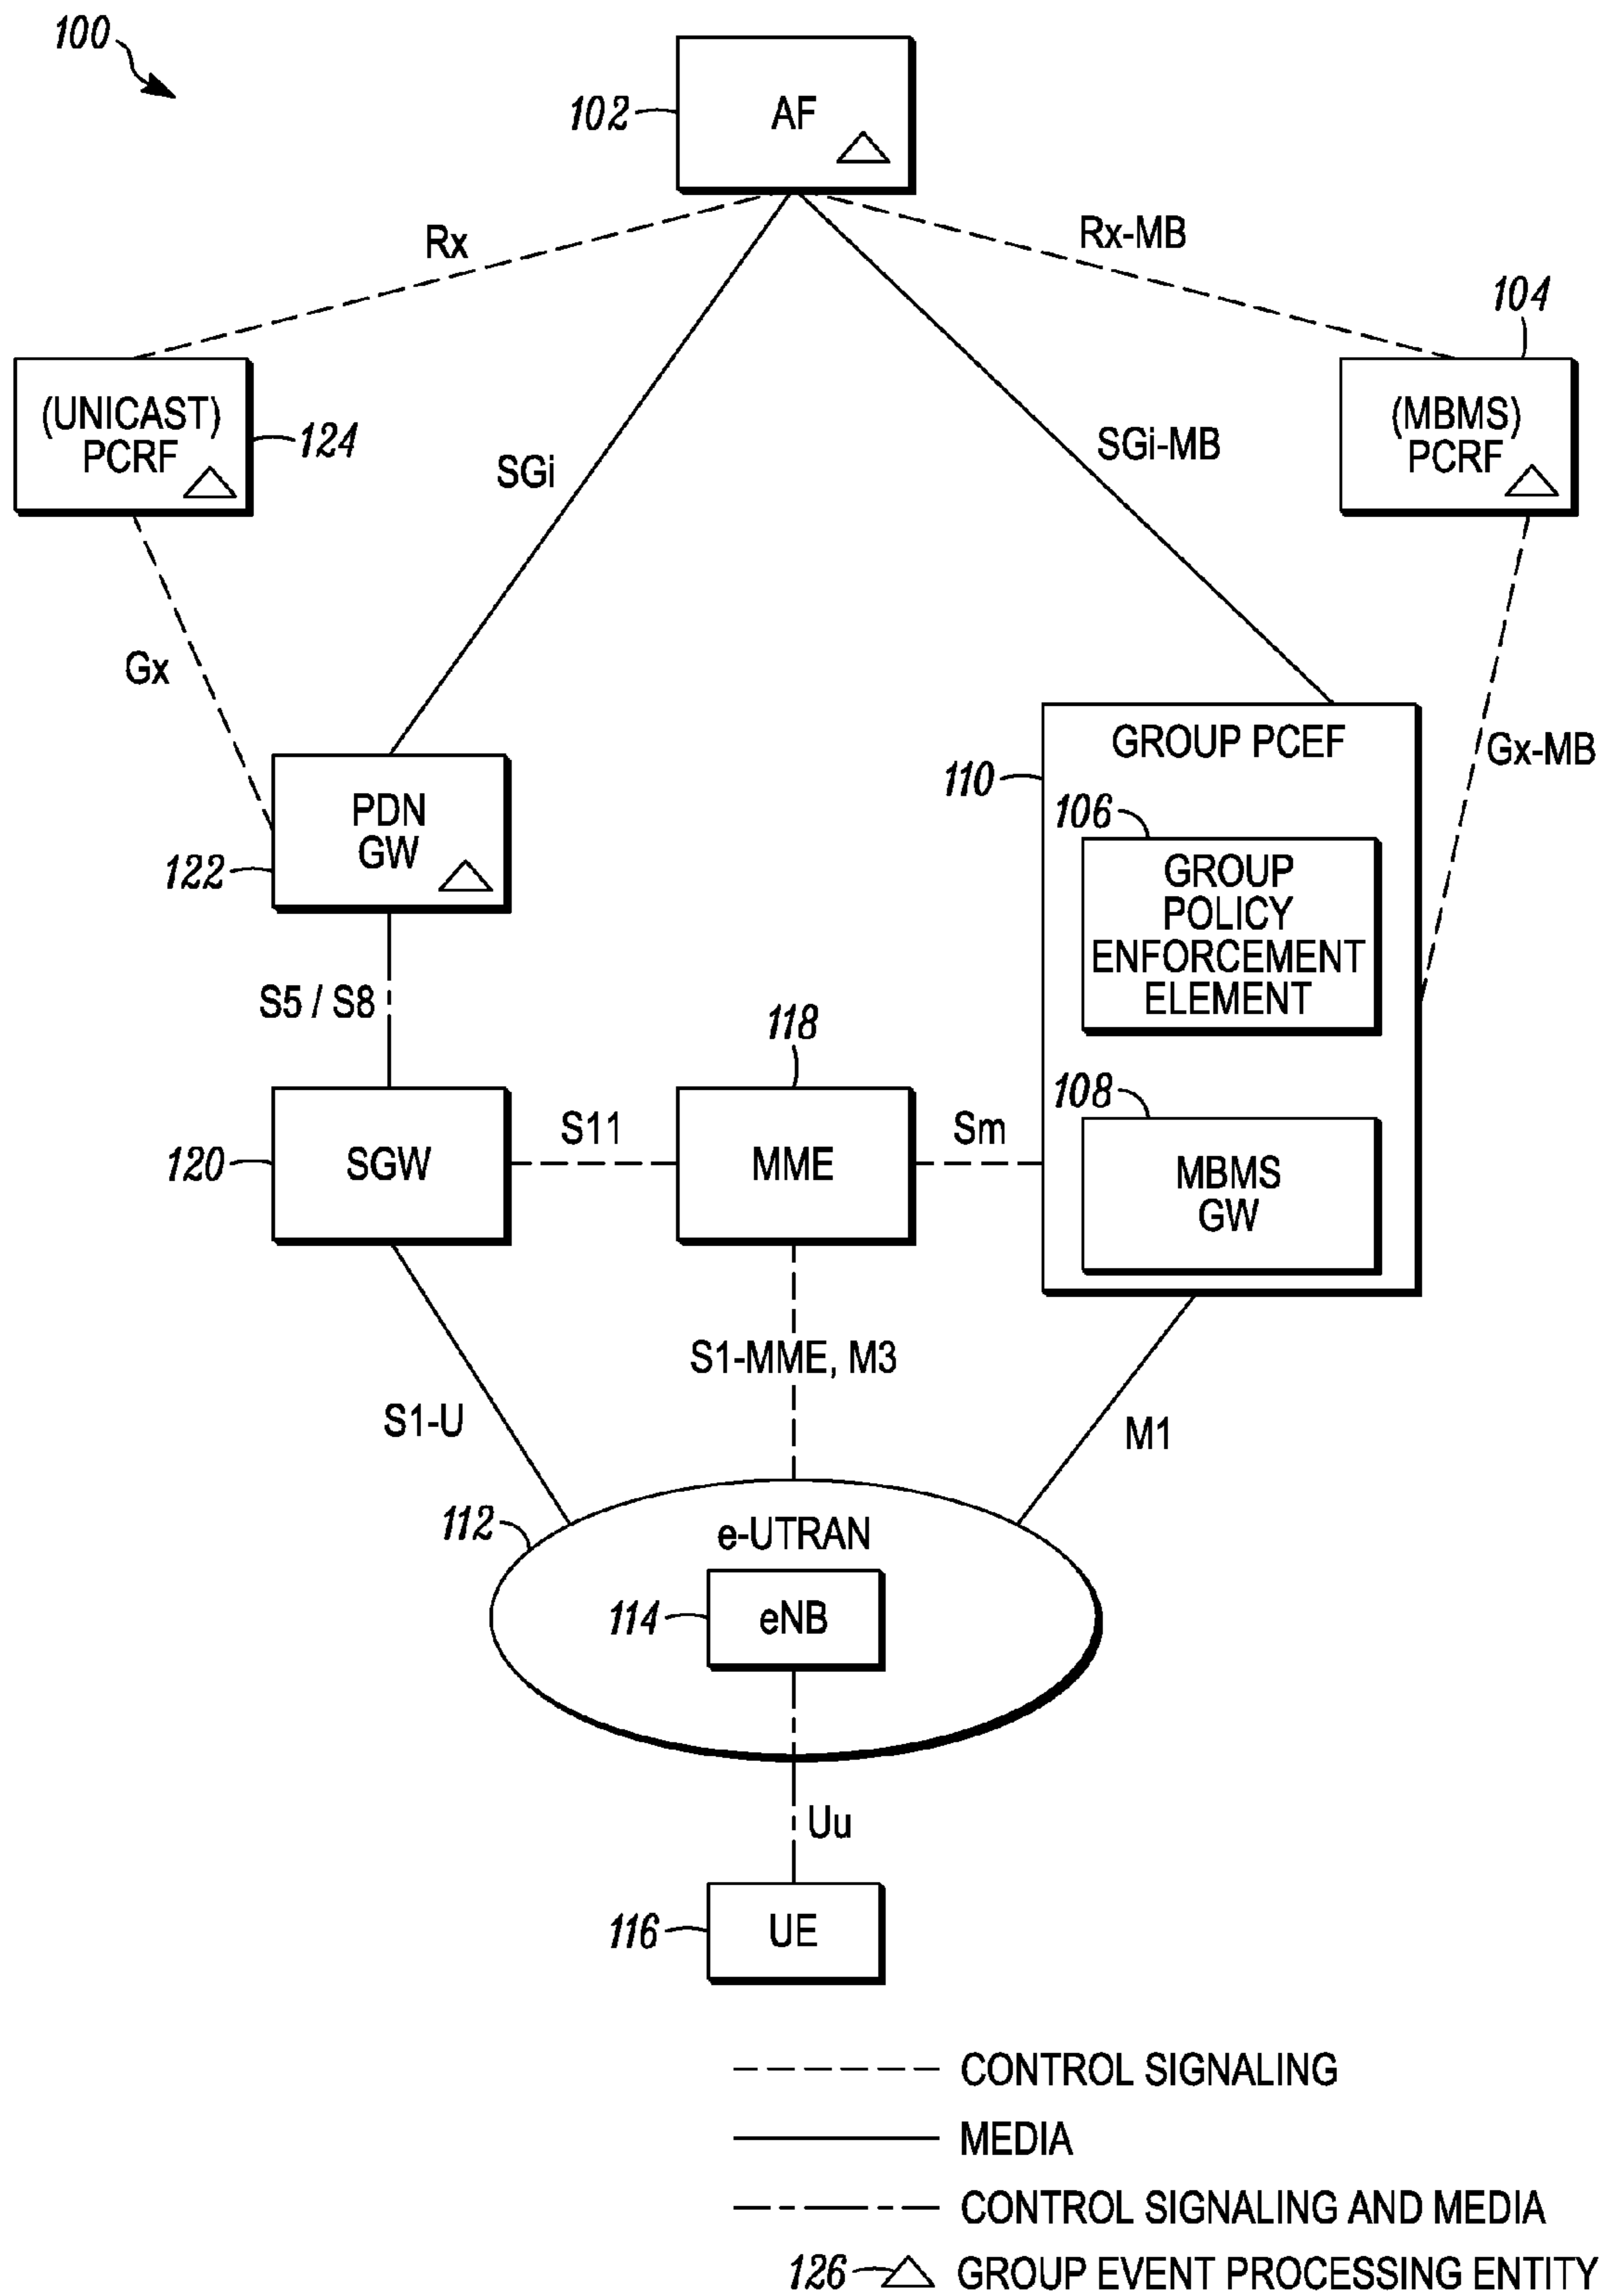 100
AF
102
Rx
Rx-MB
104
(UNICAST)
PCRF
124
SGi
SGi-MB
(MBMS)
PCRF
Gx
GROUP PCEF
Gx-MB
110
106
PDN
GW
122
GROUP
POLICY
ENFORCEMENT
ELEMENT
S5 / S8
118
108
SGW
120
S11
MME
Sm
MBMS
GW
S1-MME, M3
S1-U
M1
112
e-UTRAN
114
eNB
Uu
116
UE
CONTROL SIGNALING
MEDIA
CONTROL SIGNALING AND MEDIA
126
GROUP EVENT PROCESSING ENTITY